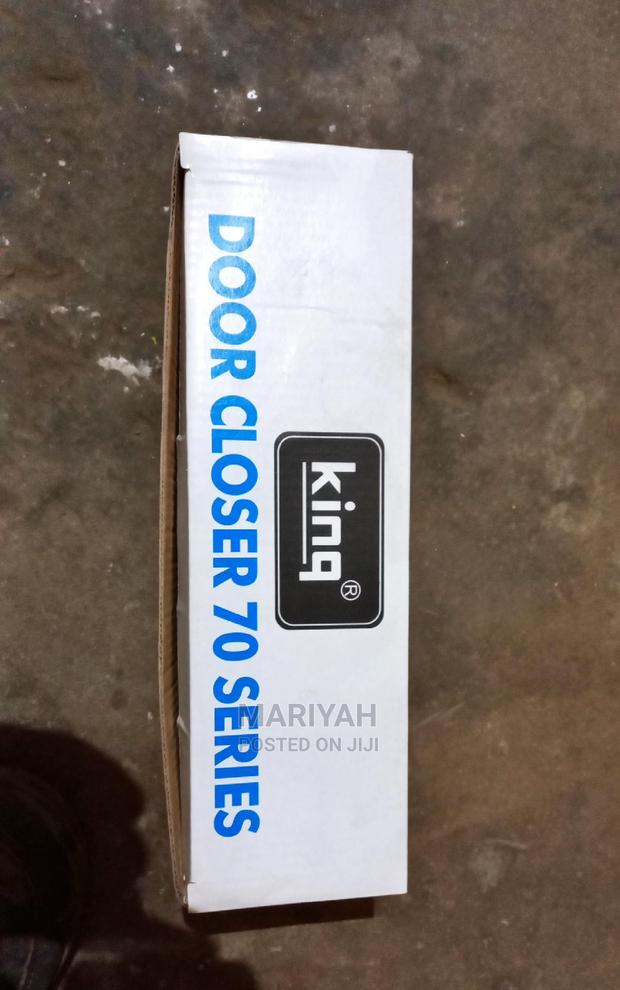 king®
DOOR CLOSER 70 SERIES
MARIYAH
POSTED ON JIJI